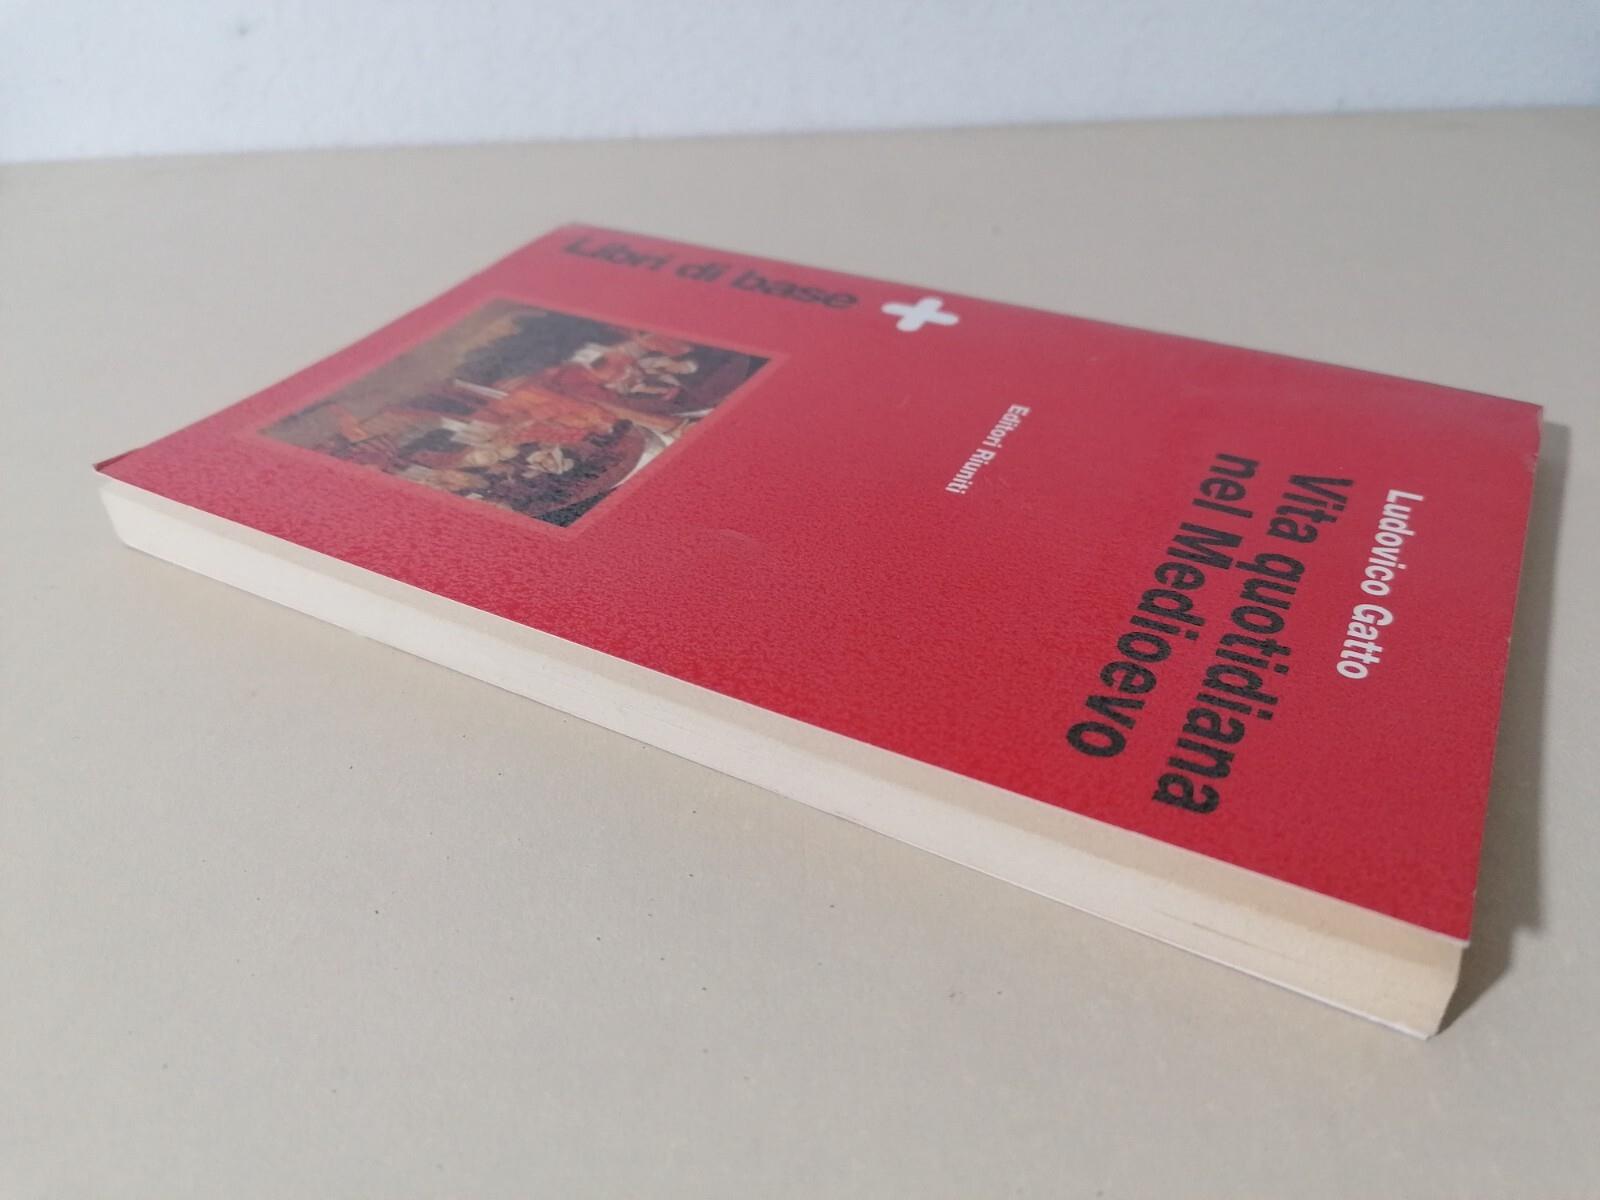 Ludovico Gatto
Vita quotidiana
nel Medioevo
Editori Riuniti
Libri di base